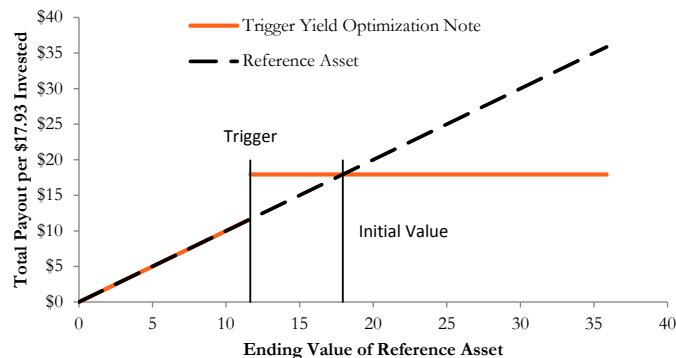 $40
Trigger Yield Optimization Note
$35
Reference Asset
$30
$25
Trigger
$20
$15
Initial Value
$10
$5
$0
Total Payout per $17.93 Invested
0 5 10 15 20 25 30 35 40
Ending Value of Reference Asset